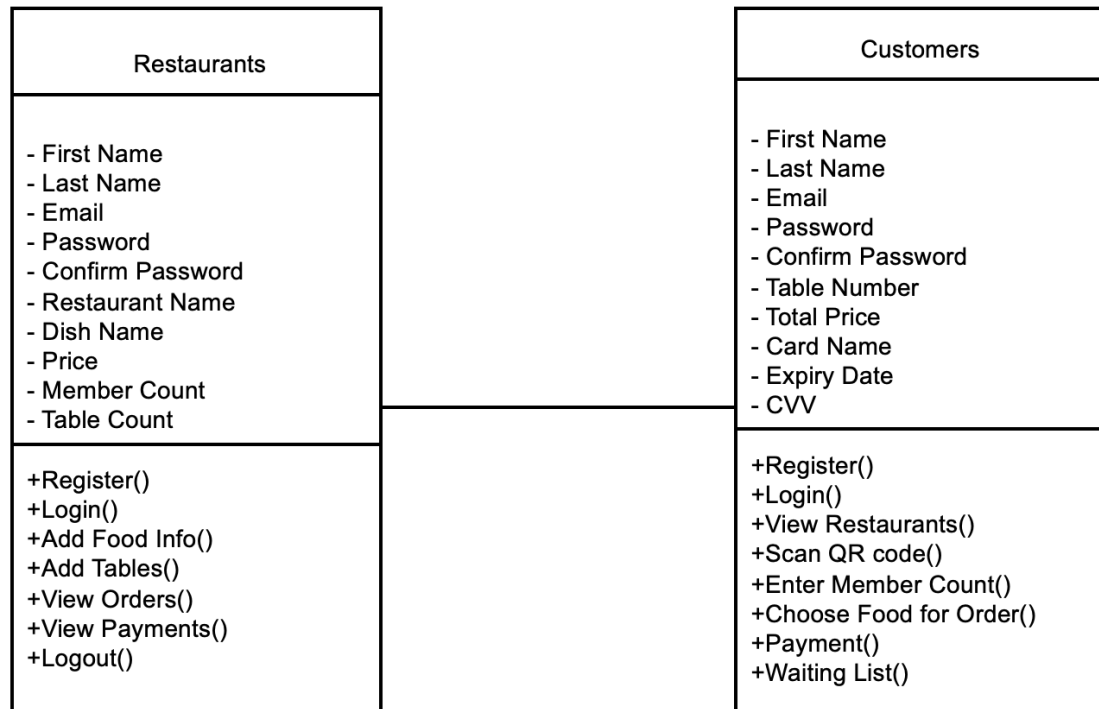 Restaurants
- First Name
- Last Name
- Email
- Password
- Confirm Password
- Restaurant Name
- Dish Name
- Price
- Member Count
- Table Count
+Register()
+Login()
+Add Food Info()
+Add Tables()
+View Orders()
+View Payments()
+Logout()
Customers
- First Name
- Last Name
- Email
- Password
- Confirm Password
- Table Number
- Total Price
- Card Name
- Expiry Date
- CVV
+Register()
+Login()
+View Restaurants()
+Scan QR code()
+Enter Member Count()
+Choose Food for Order()
+Payment()
+Waiting List()